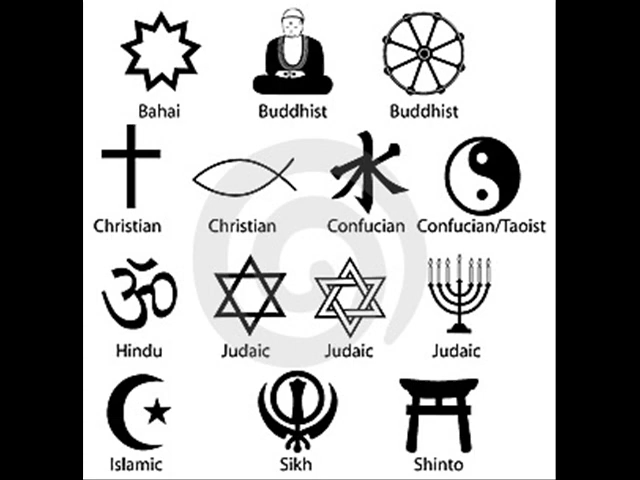 Bahai Buddhist Buddhist
Christian Christian Confucian Confucian/Taoist
Hindu Judaic Judaic Judaic
Islamic Sikh Shinto